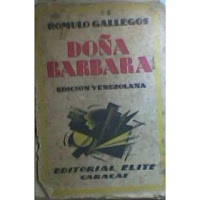 ROMULO GALLEGOS
DOÑA
BARBARA
EDICION VENEZOLANA
EDITORIAL ELITE
CARACAS